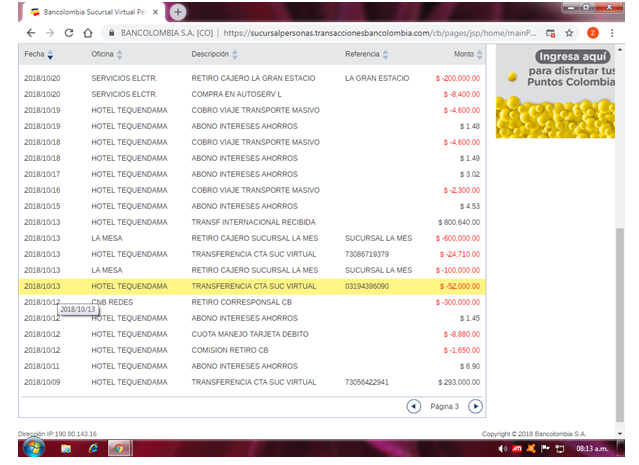 Bancolombia Sucursal Virtual Per
BANCOLOMBIA S.A. [CO] | https://sucursalpersonas.transaccionesbancolombia.com/cb/pages/jsp/home/mainP...
Z
Fecha Oficina Descripción Referencia Monto
2018/10/20 SERVICIOS ELCTR. RETIRO CAJERO LA GRAN ESTACIO LA GRAN ESTACIO $ -200,000.00
2018/10/20 SERVICIOS ELCTR. COMPRA EN AUTOSERV L $ -8,400.00
2018/10/19 HOTEL TEQUENDAMA COBRO VIAJE TRANSPORTE MASIVO $ -4,600.00
2018/10/19 HOTEL TEQUENDAMA ABONO INTERESES AHORROS $ 1.48
2018/10/18 HOTEL TEQUENDAMA COBRO VIAJE TRANSPORTE MASIVO $ -4,600.00
2018/10/18 HOTEL TEQUENDAMA ABONO INTERESES AHORROS $ 1.49
2018/10/17 HOTEL TEQUENDAMA ABONO INTERESES AHORROS $ 3.02
2018/10/16 HOTEL TEQUENDAMA COBRO VIAJE TRANSPORTE MASIVO $ -2,300.00
2018/10/15 HOTEL TEQUENDAMA ABONO INTERESES AHORROS $ 4.53
2018/10/13 HOTEL TEQUENDAMA TRANSF INTERNACIONAL RECIBIDA $ 800,640.00
2018/10/13 LA MESA RETIRO CAJERO SUCURSAL LA MES SUCURSAL LA MES $ -600,000.00
2018/10/13 HOTEL TEQUENDAMA TRANSFERENCIA CTA SUC VIRTUAL 73086719379 $ -24,710.00
2018/10/13 LA MESA RETIRO CAJERO SUCURSAL LA MES SUCURSAL LA MES $ -100,000.00
2018/10/13 HOTEL TEQUENDAMA TRANSFERENCIA CTA SUC VIRTUAL 03194396090 $ -52,000.00
2018/10/12 CNB REDES RETIRO CORRESPONSAL CB $ -300,000.00
2018/10/13
2018/10/12 HOTEL TEQUENDAMA ABONO INTERESES AHORROS $ 1.45
2018/10/12 HOTEL TEQUENDAMA CUOTA MANEJO TARJETA DEBITO $ -8,880.00
2018/10/12 HOTEL TEQUENDAMA COMISION RETIRO CB $ -1,650.00
2018/10/11 HOTEL TEQUENDAMA ABONO INTERESES AHORROS $ 6.90
2018/10/09 HOTEL TEQUENDAMA TRANSFERENCIA CTA SUC VIRTUAL 73056422941 $ 293,000.00
Página 3
Ingresa aquí
para disfrutar tus
Puntos Colombia
Dirección IP:190.90.143.16 Copyright © 2018 Bancolombia S.A.
ATI
08:13 a.m.